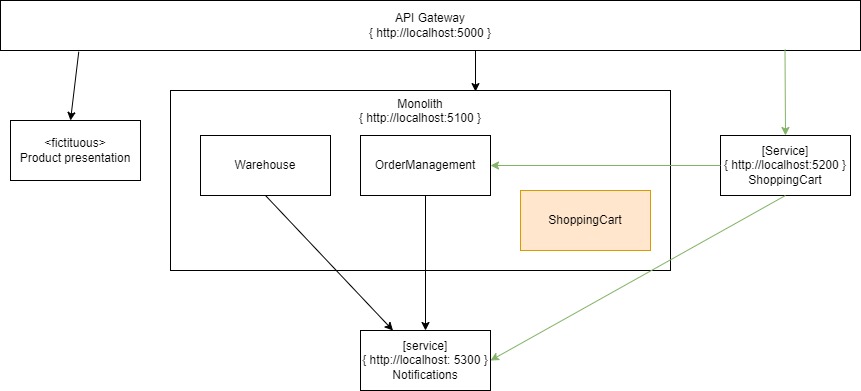 API Gateway
{ http://localhost:5000 }
Monolith
{ http://localhost:5100 }
<fictituous>
Product presentation
Warehouse
OrderManagement
[Service]
{ http://localhost:5200 }
ShoppingCart
ShoppingCart
[service]
{ http://localhost: 5300 }
Notifications